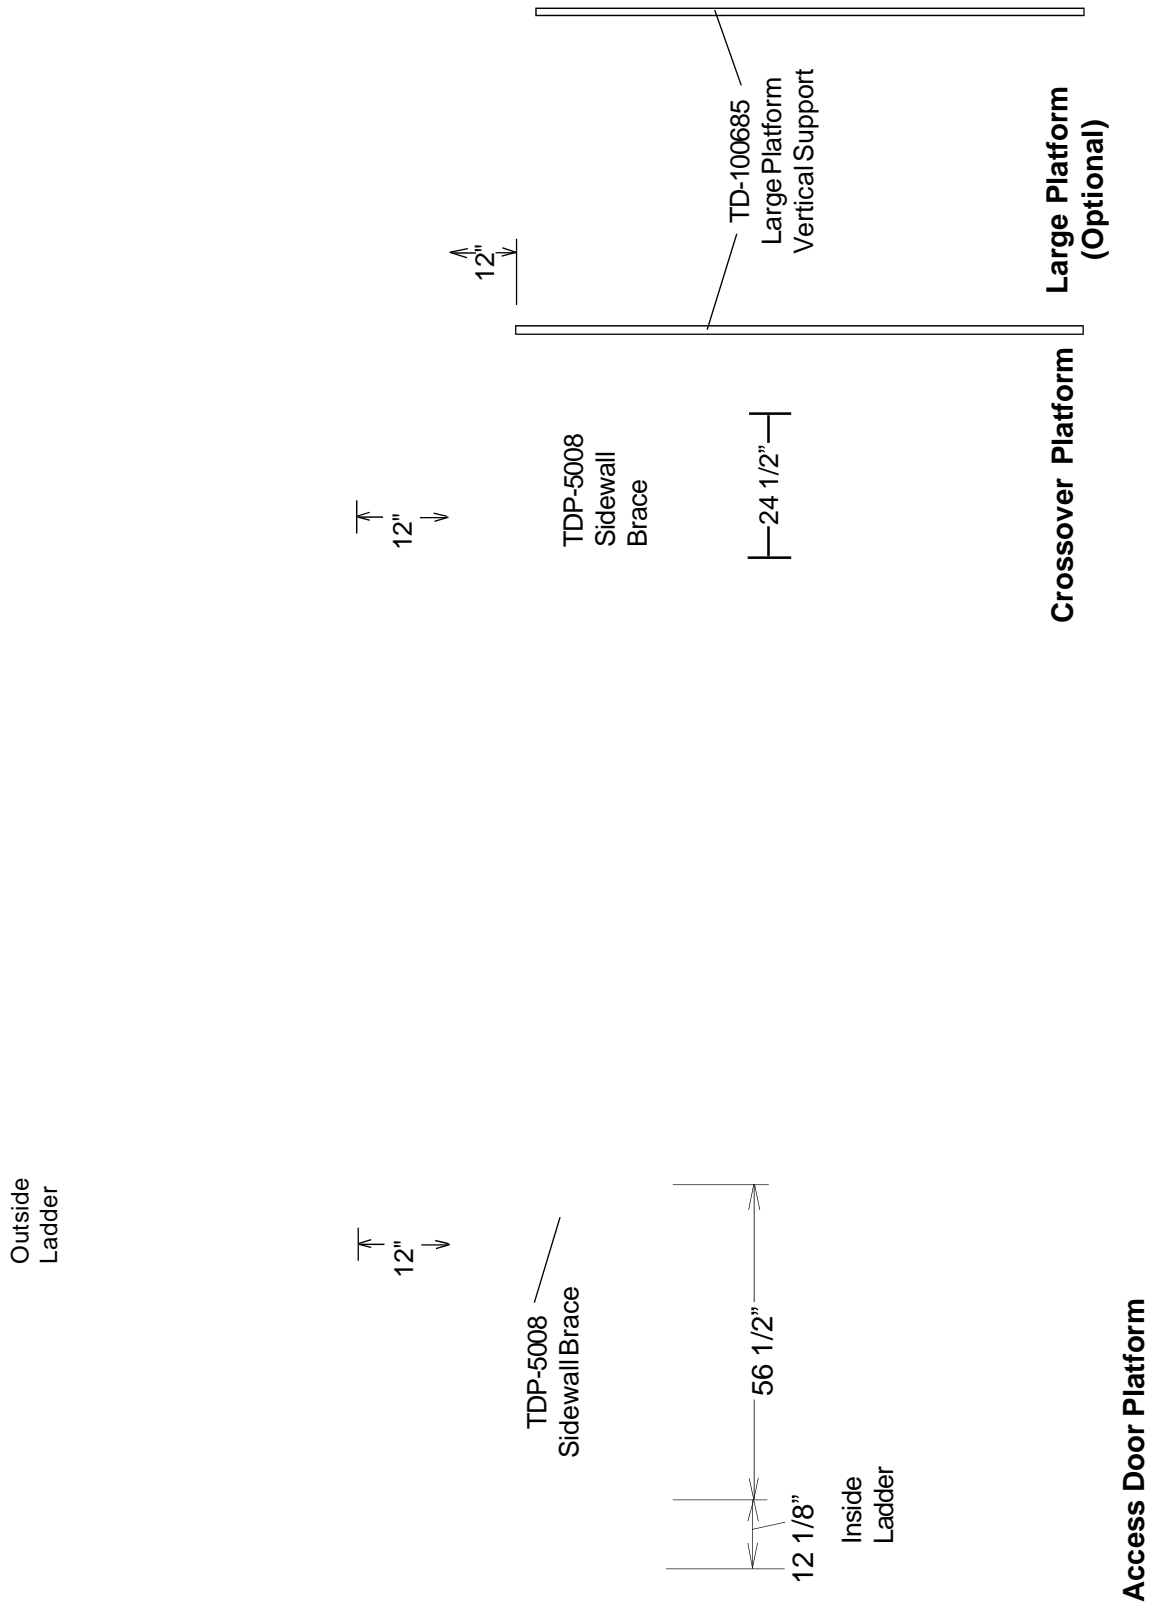 Outside
Ladder
12"
TDP-5008
Sidewall Brace
56 1/2”
12 1/8”
Inside
Ladder
Access Door Platform
12"
TDP-5008
Sidewall
Brace
24 1/2”
Crossover Platform
12"
TD-100685
Large Platform
Vertical Support
Large Platform
(Optional)